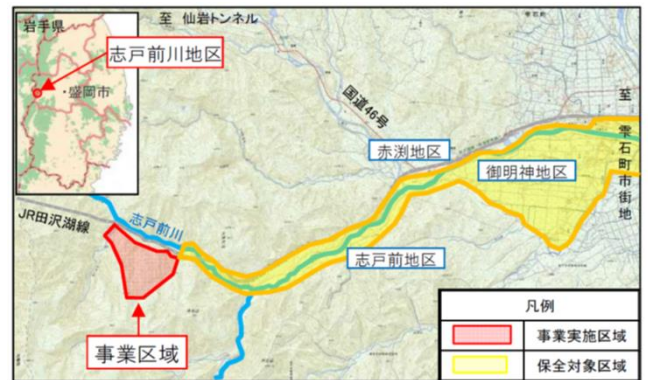 岩手県
至 仙岩トンネル
志戸前川地区
・盛岡市
国道46号
至 雫石町市街地
赤渕地区
御明神地区
JR田沢湖線
志戸前川
志戸前地区
事業区域
凡例
事業実施区域
保全対象区域